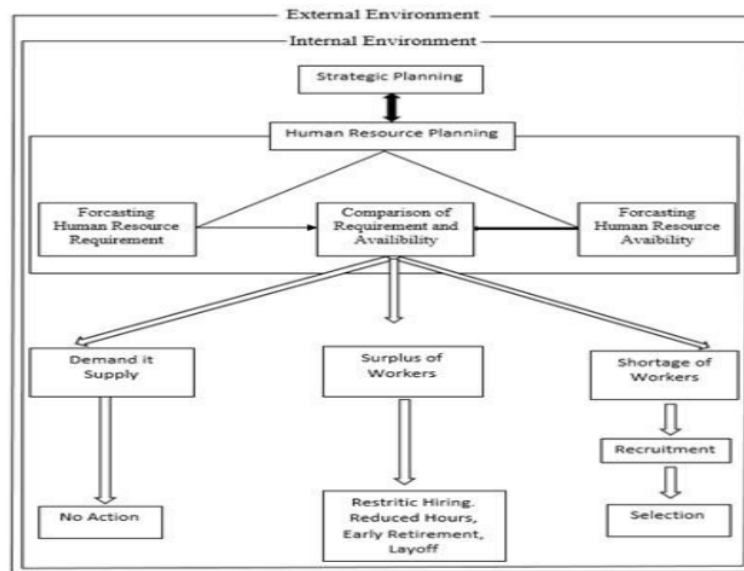 External Environment
Internal Environment
Strategic Planning
Human Resource Planning
Forcasting
Human Resource
Requirement
Comparison of
Requirement and
Availibility
Forcasting
Human Resource
Avaibility
Demand it
Supply
Surplus of
Workers
Shortage of
Workers
Recruitment
No Action
Restritic Hiring.
Reduced Hours,
Early Retirement,
Layoff
Selection